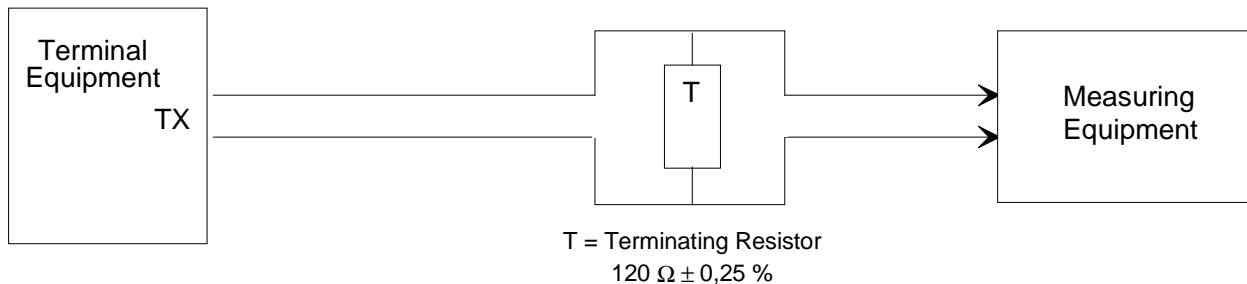 Terminal
Equipment
TX
T
Measuring
Equipment
T = Terminating Resistor
120 Ω ± 0,25 %